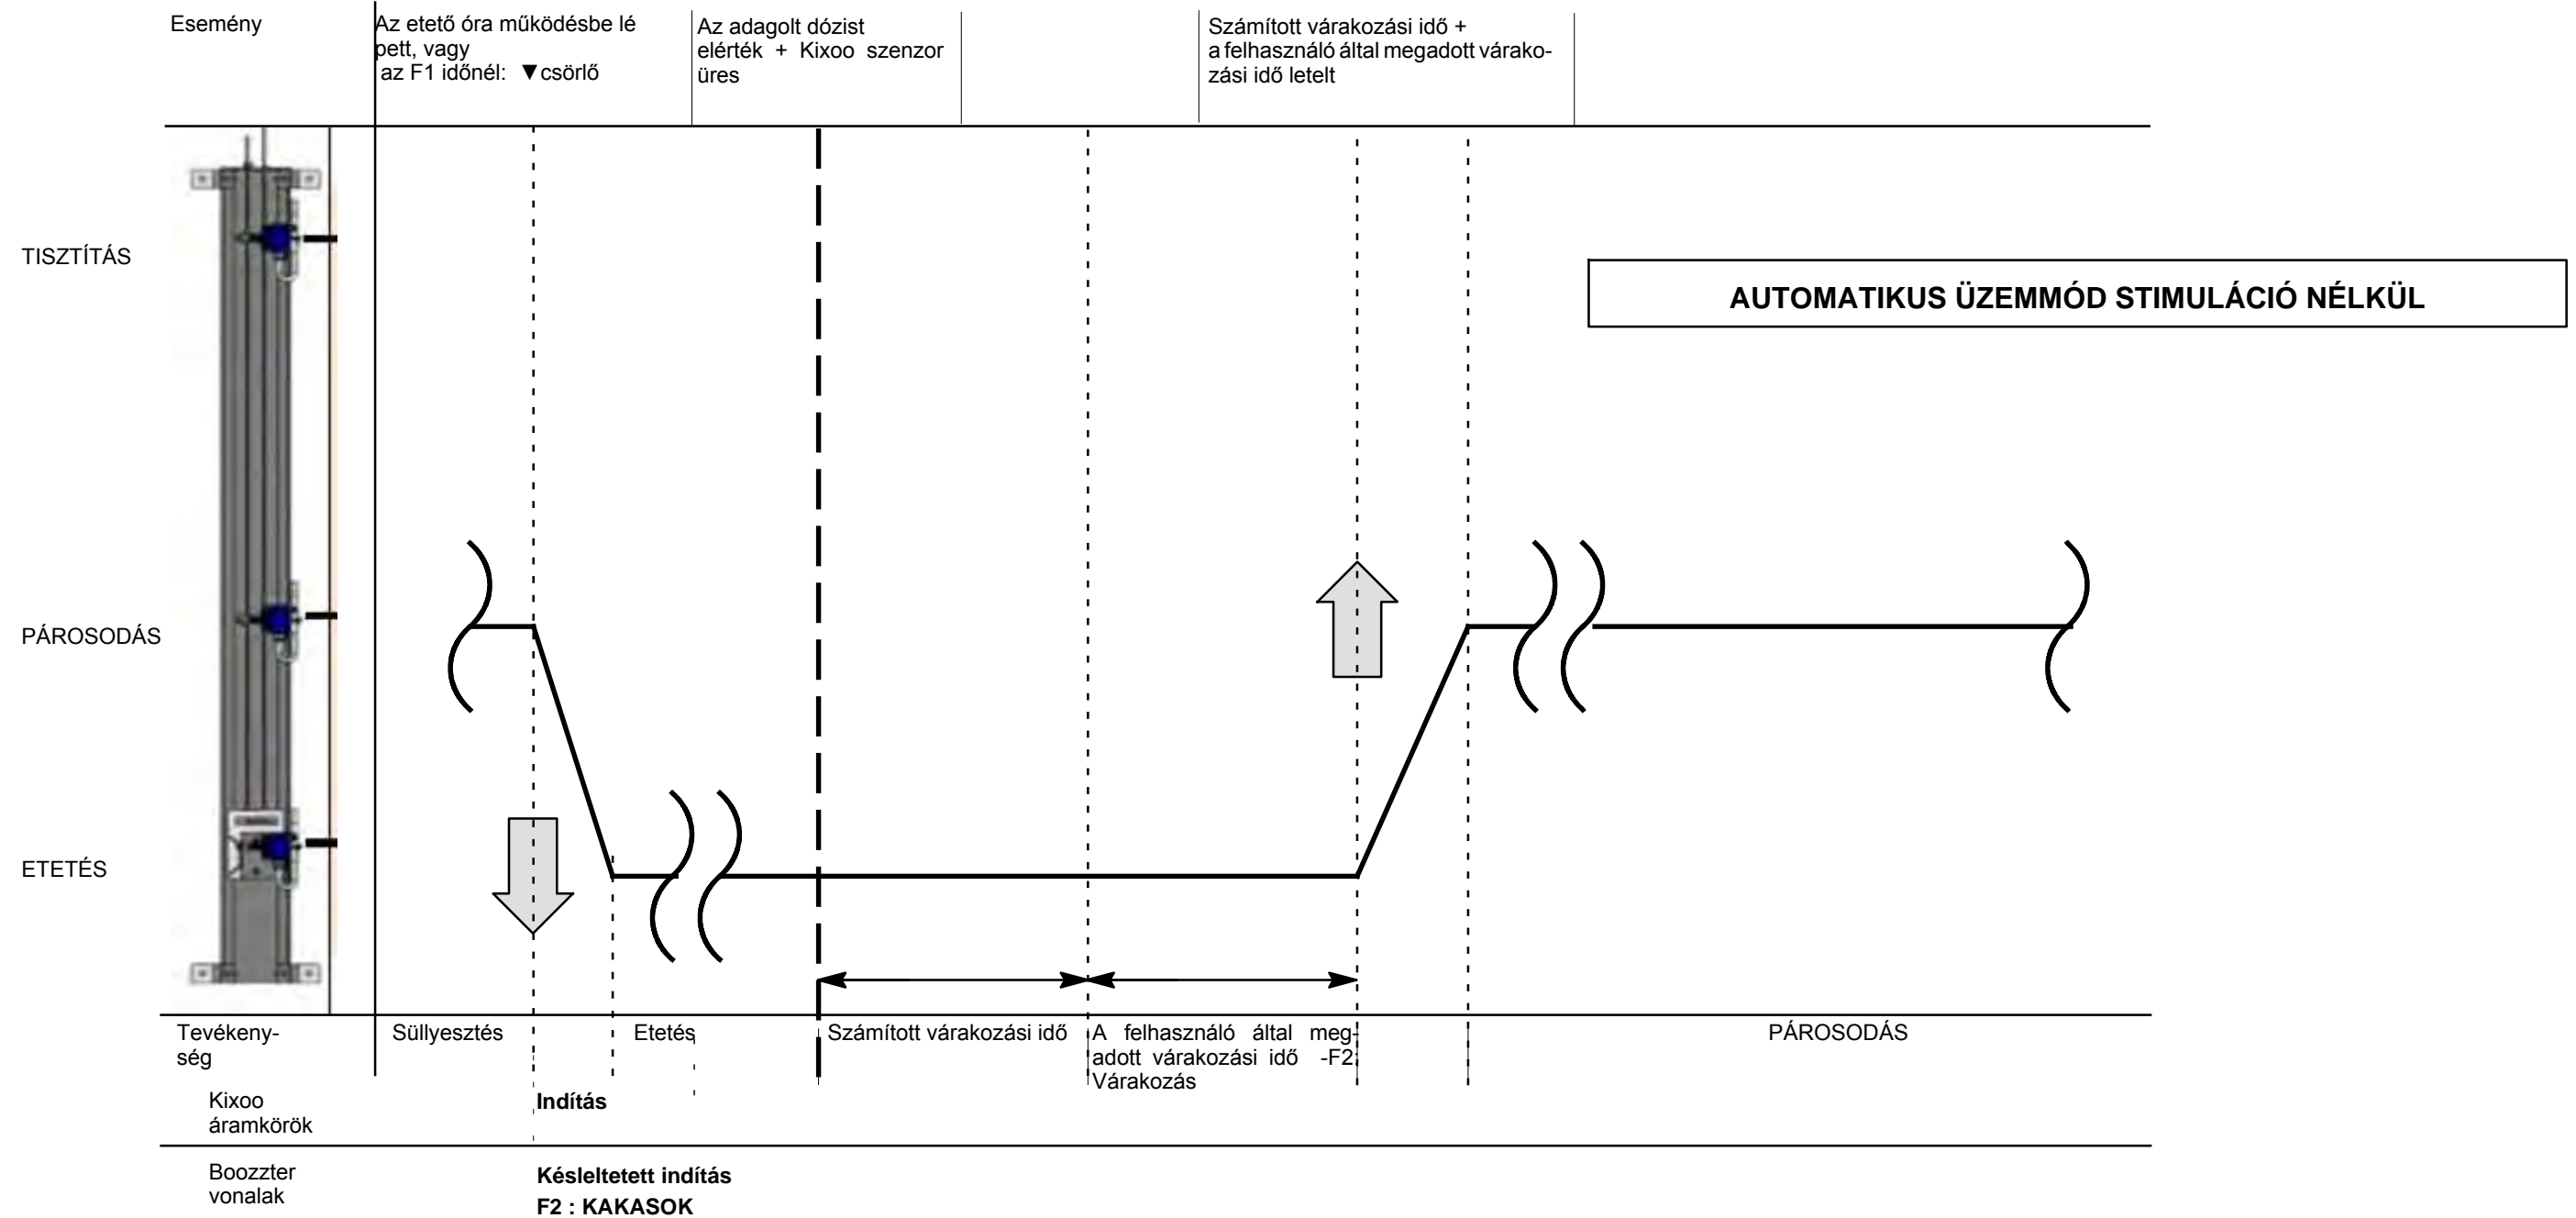 Esemény
Az etető óra működésbe lé
pett, vagy
az F1 időnél: ▼csörlő
Az adagolt dózist
elérték + Kixoo szenzor
üres
Számított várakozási idő +
a felhasználó által megadott várako-
zási idő letelt
TISZTÍTÁS
AUTOMATIKUS ÜZEMMÓD STIMULÁCIÓ NÉLKÜL
PÁROSODÁS
ETETÉS
Tevékeny-
ség
Süllyesztés
Etetés
Számított várakozási idő
A felhasználó által meg-
adott várakozási idő -F2:
Várakozás
PÁROSODÁS
Kixoo
áramkörök
Indítás
Boozzter
vonalak
Késleltetett indítás
F2 : KAKASOK